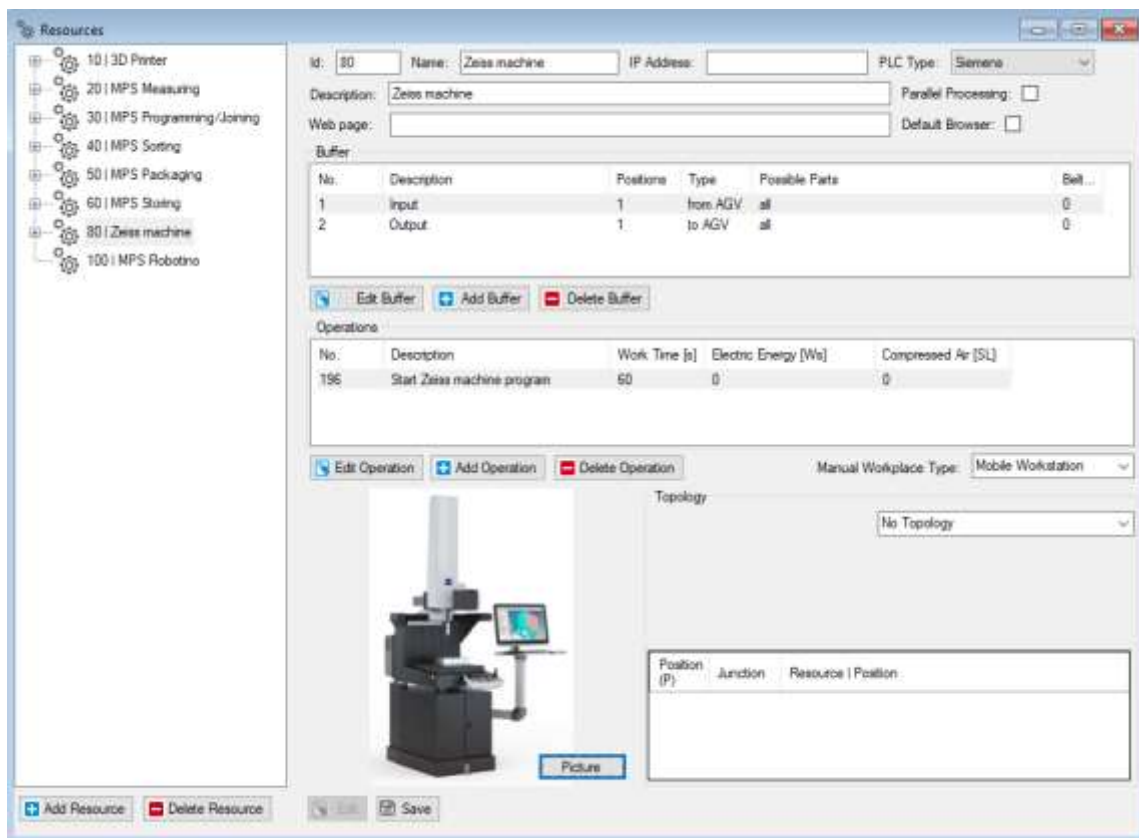 Resources
10 | 3D Printer
20 | MPS Measuring
30 | MPS Programming/Joining
40 | MPS Sorting
50 | MPS Packaging
60 | MPS Storing
80 | Zeiss machine
100 | MPS Robotino
Id: 80 Name: Zeiss machine IP Address: PLC Type: Siemens
Description: Zeiss machine Parallel Processing:
Web page: Default Browser:
Buffer
No. Description Positions Type Possible Parts Belt...
1 Input 1 from AGV all 0
2 Output 1 to AGV all 0
Edit Buffer Add Buffer Delete Buffer
Operations
No. Description Work Time [s] Electric Energy [Ws] Compressed Air [SL]
196 Start Zeiss machine program 60 0 0
Edit Operation Add Operation Delete Operation Manual Workplace Type: Mobile Workstation
Topology
No Topology
Position (P) Junction Resource | Position
Picture
Add Resource Delete Resource Edit Save